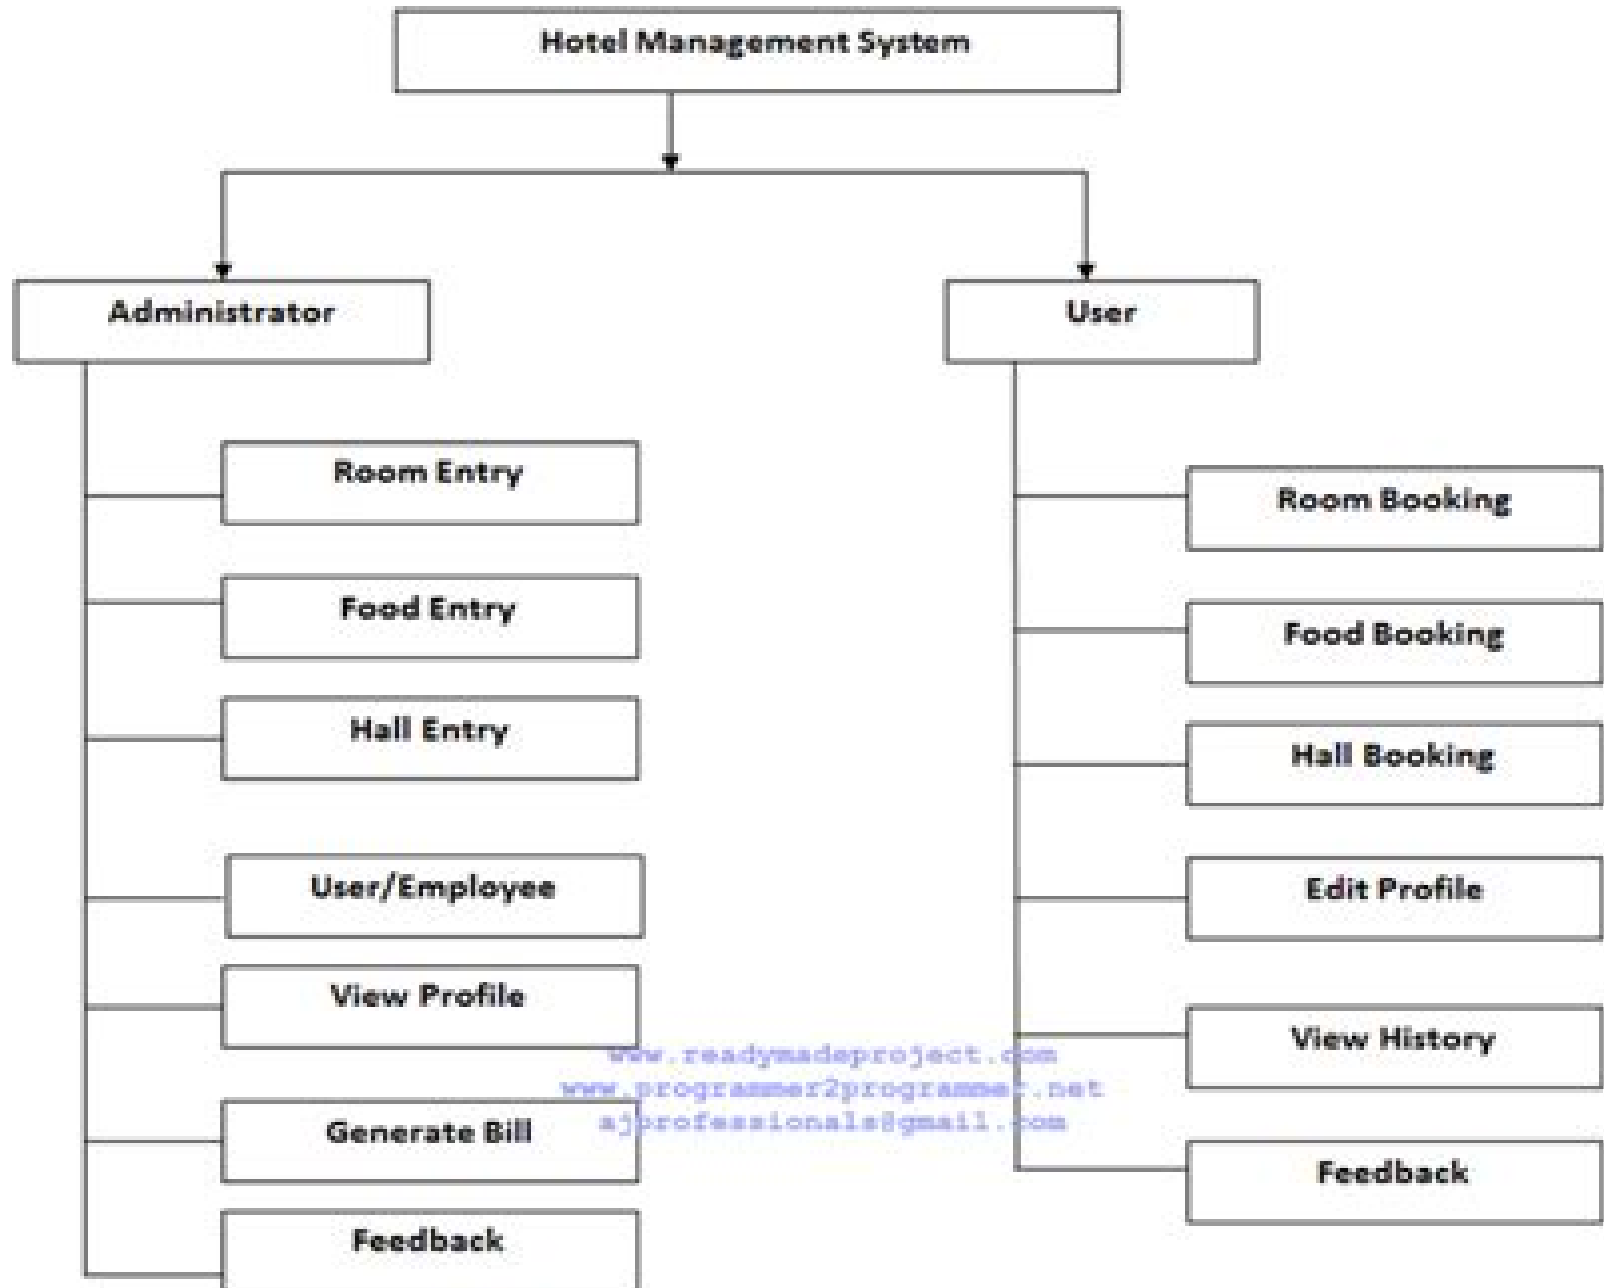 Hotel Management System
Administrator
User
Room Entry
Food Entry
Hall Entry
User/Employee
View Profile
Generate Bill
Feedback
Room Booking
Food Booking
Hall Booking
Edit Profile
View History
Feedback
www.readymadeproject.com
www.programmer2programmer.net
ajprofessionals@gmail.com